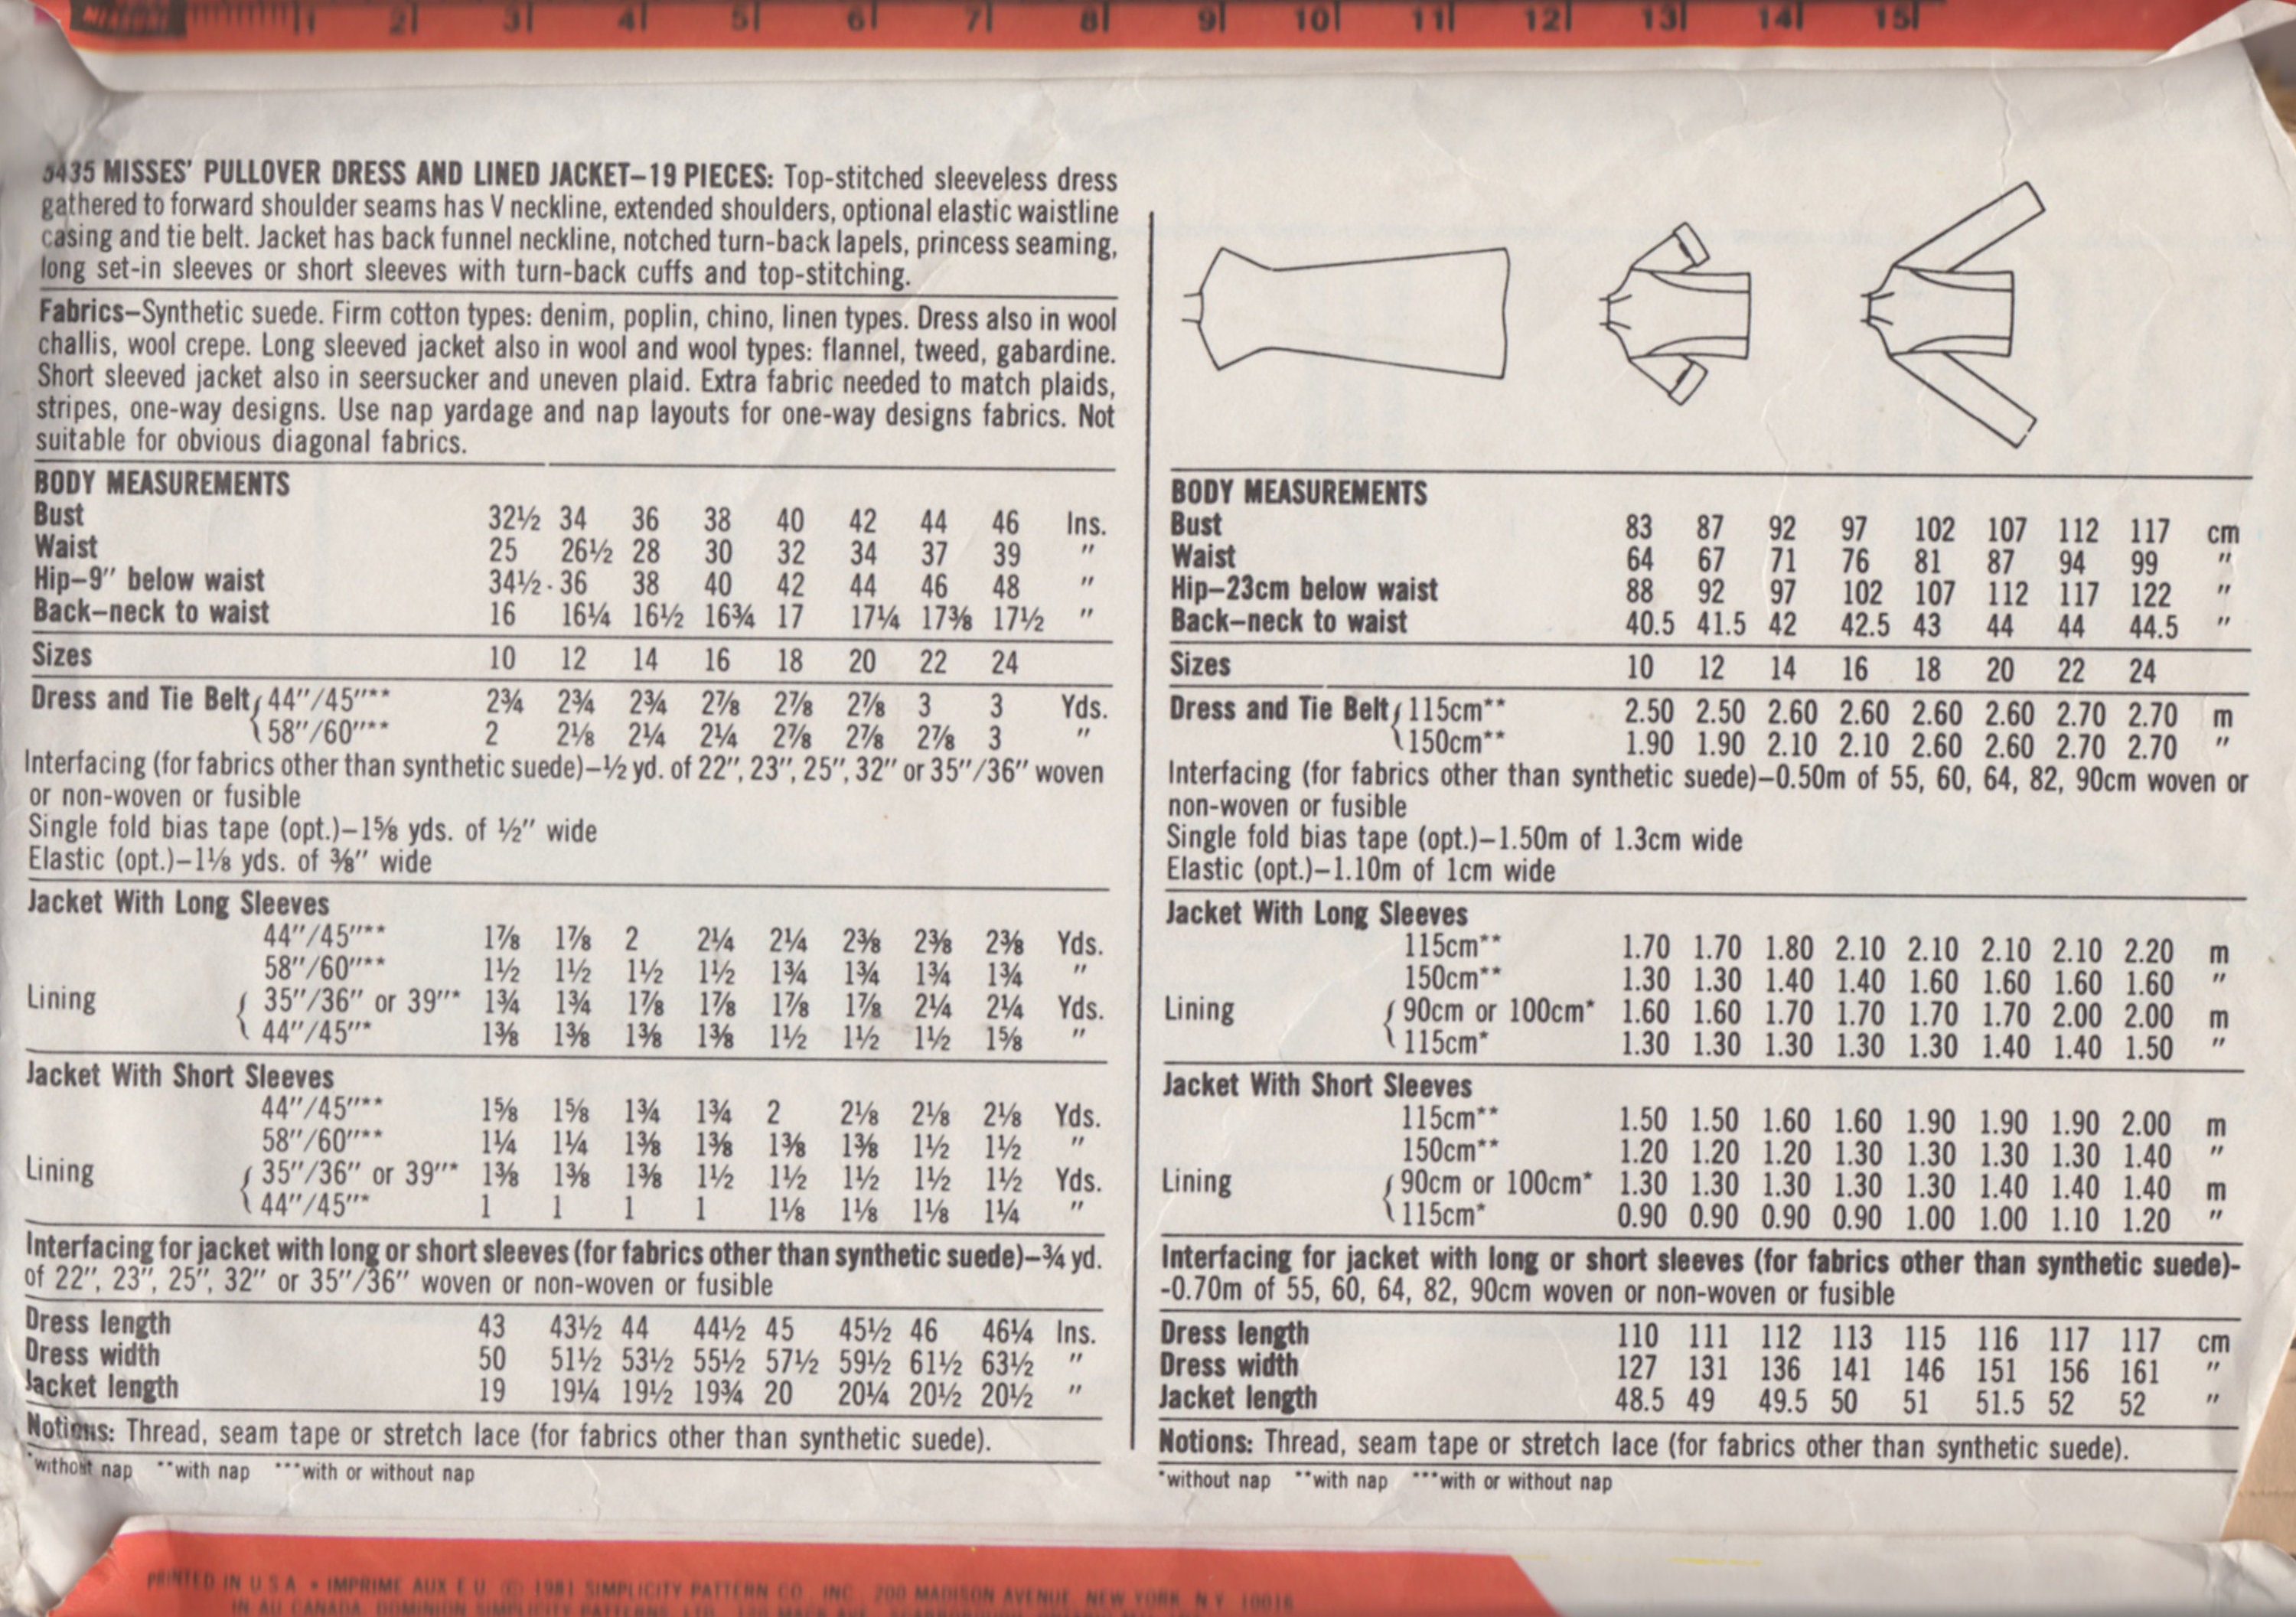 1 2 3 4 5 6 7 8 9 10 11 12 13 14 15
5435 MISSES' PULLOVER DRESS AND LINED JACKET–19 PIECES: Top-stitched sleeveless dress
gathered to forward shoulder seams has V neckline, extended shoulders, optional elastic waistline
casing and tie belt. Jacket has back funnel neckline, notched turn-back lapels, princess seaming,
long set-in sleeves or short sleeves with turn-back cuffs and top-stitching.
Fabrics–Synthetic suede. Firm cotton types: denim, poplin, chino, linen types. Dress also in wool
challis, wool crepe. Long sleeved jacket also in wool and wool types: flannel, tweed, gabardine.
Short sleeved jacket also in seersucker and uneven plaid. Extra fabric needed to match plaids,
stripes, one-way designs. Use nap yardage and nap layouts for one-way designs fabrics. Not
suitable for obvious diagonal fabrics.
BODY MEASUREMENTS
Bust 32½ 34 36 38 40 42 44 46 Ins.
Waist 25 26½ 28 30 32 34 37 39 "
Hip–9" below waist 34½ 36 38 40 42 44 46 48 "
Back–neck to waist 16 16¼ 16½ 16¾ 17 17¼ 17⅜ 17½ "
Sizes 10 12 14 16 18 20 22 24
Dress and Tie Belt 44"/45"** 2¾ 2¾ 2¾ 2⅞ 2⅞ 2⅞ 3 3 Yds.
58"/60"** 2 2⅛ 2¼ 2¼ 2⅞ 2⅞ 2⅞ 3 "
Interfacing (for fabrics other than synthetic suede)–½ yd. of 22", 23", 25", 32" or 35"/36" woven
or non-woven or fusible
Single fold bias tape (opt.)–1⅝ yds. of ½" wide
Elastic (opt.)–1⅛ yds. of ⅜" wide
Jacket With Long Sleeves
44"/45"** 1⅞ 1⅞ 2 2¼ 2¼ 2⅜ 2⅜ 2⅜ Yds.
58"/60"** 1½ 1½ 1½ 1½ 1¾ 1¾ 1¾ 1¾ "
Lining 35"/36" or 39"* 1¾ 1¾ 1⅞ 1⅞ 1⅞ 1⅞ 2¼ 2¼ Yds.
44"/45"* 1⅜ 1⅜ 1⅜ 1⅜ 1½ 1½ 1½ 1⅝ "
Jacket With Short Sleeves
44"/45"** 1⅝ 1⅝ 1¾ 1¾ 2 2⅛ 2⅛ 2⅛ Yds.
58"/60"** 1¼ 1¼ 1⅜ 1⅜ 1⅜ 1⅜ 1½ 1½ "
Lining 35"/36" or 39"* 1⅜ 1⅜ 1⅜ 1½ 1½ 1½ 1½ 1½ Yds.
44"/45"* 1 1 1 1 1⅛ 1⅛ 1⅛ 1¼ "
Interfacing for jacket with long or short sleeves (for fabrics other than synthetic suede)–¾ yd.
of 22", 23", 25", 32" or 35"/36" woven or non-woven or fusible
Dress length 43 43½ 44 44½ 45 45½ 46 46¼ Ins.
Dress width 50 51½ 53½ 55½ 57½ 59½ 61½ 63½ "
Jacket length 19 19¼ 19½ 19¾ 20 20¼ 20½ 20½ "
Notions: Thread, seam tape or stretch lace (for fabrics other than synthetic suede).
*without nap **with nap ***with or without nap
BODY MEASUREMENTS
Bust 83 87 92 97 102 107 112 117 cm
Waist 64 67 71 76 81 87 94 99 "
Hip–23cm below waist 88 92 97 102 107 112 117 122 "
Back–neck to waist 40.5 41.5 42 42.5 43 44 44 44.5 "
Sizes 10 12 14 16 18 20 22 24
Dress and Tie Belt 115cm** 2.50 2.50 2.60 2.60 2.60 2.60 2.70 2.70 m
150cm** 1.90 1.90 2.10 2.10 2.60 2.60 2.70 2.70 "
Interfacing (for fabrics other than synthetic suede)–0.50m of 55, 60, 64, 82, 90cm woven or
non-woven or fusible
Single fold bias tape (opt.)–1.50m of 1.3cm wide
Elastic (opt.)–1.10m of 1cm wide
Jacket With Long Sleeves
115cm** 1.70 1.70 1.80 2.10 2.10 2.10 2.10 2.20 m
150cm** 1.30 1.30 1.40 1.40 1.60 1.60 1.60 1.60 "
Lining 90cm or 100cm* 1.60 1.60 1.70 1.70 1.70 1.70 2.00 2.00 m
115cm* 1.30 1.30 1.30 1.30 1.30 1.40 1.40 1.50 "
Jacket With Short Sleeves
115cm** 1.50 1.50 1.60 1.60 1.90 1.90 1.90 2.00 m
150cm** 1.20 1.20 1.20 1.30 1.30 1.30 1.30 1.40 "
Lining 90cm or 100cm* 1.30 1.30 1.30 1.30 1.30 1.40 1.40 1.40 m
115cm* 0.90 0.90 0.90 0.90 1.00 1.00 1.10 1.20 "
Interfacing for jacket with long or short sleeves (for fabrics other than synthetic suede)-
-0.70m of 55, 60, 64, 82, 90cm woven or non-woven or fusible
Dress length 110 111 112 113 115 116 117 117 cm
Dress width 127 131 136 141 146 151 156 161 "
Jacket length 48.5 49 49.5 50 51 51.5 52 52 "
Notions: Thread, seam tape or stretch lace (for fabrics other than synthetic suede).
*without nap **with nap ***with or without nap
PRINTED IN U S A • IMPRIME AUX E U © 1981 SIMPLICITY PATTERN CO INC 200 MADISON AVENUE NEW YORK N Y 10016
IN AU CANADA DOMINION SIMPLICITY PATTERNS LTD